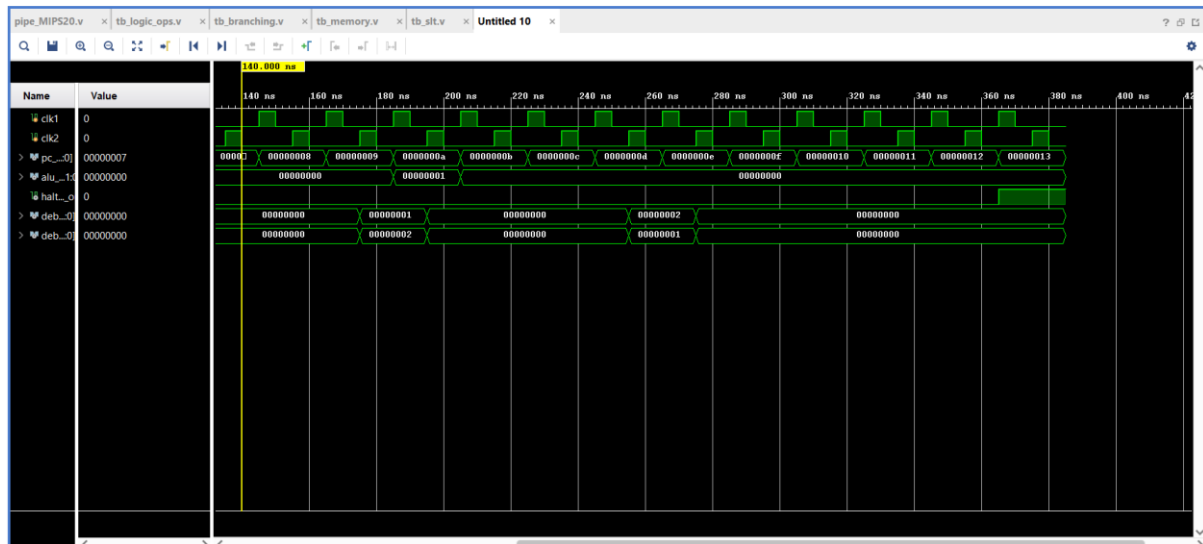 pipe_MIPS20.v × tb_logic_ops.v × tb_branching.v × tb_memory.v × tb_slt.v × Untitled 10 × ?
140.000 ns
Name Value 140 ns 160 ns 180 ns 200 ns 220 ns 240 ns 260 ns 280 ns 300 ns 320 ns 340 ns 360 ns 380 ns 400 ns 42
clk1 0
clk2 0
pc_...:0] 00000007 00000008 00000009 0000000a 0000000b 0000000c 0000000d 0000000e 0000000f 00000010 00000011 00000012 00000013
alu_...1:0 00000000 00000000 00000001 00000000
halt..._o 0
deb...:0] 00000000 00000000 00000001 00000000 00000002 00000000
deb...:0] 00000000 00000000 00000002 00000000 00000001 00000000